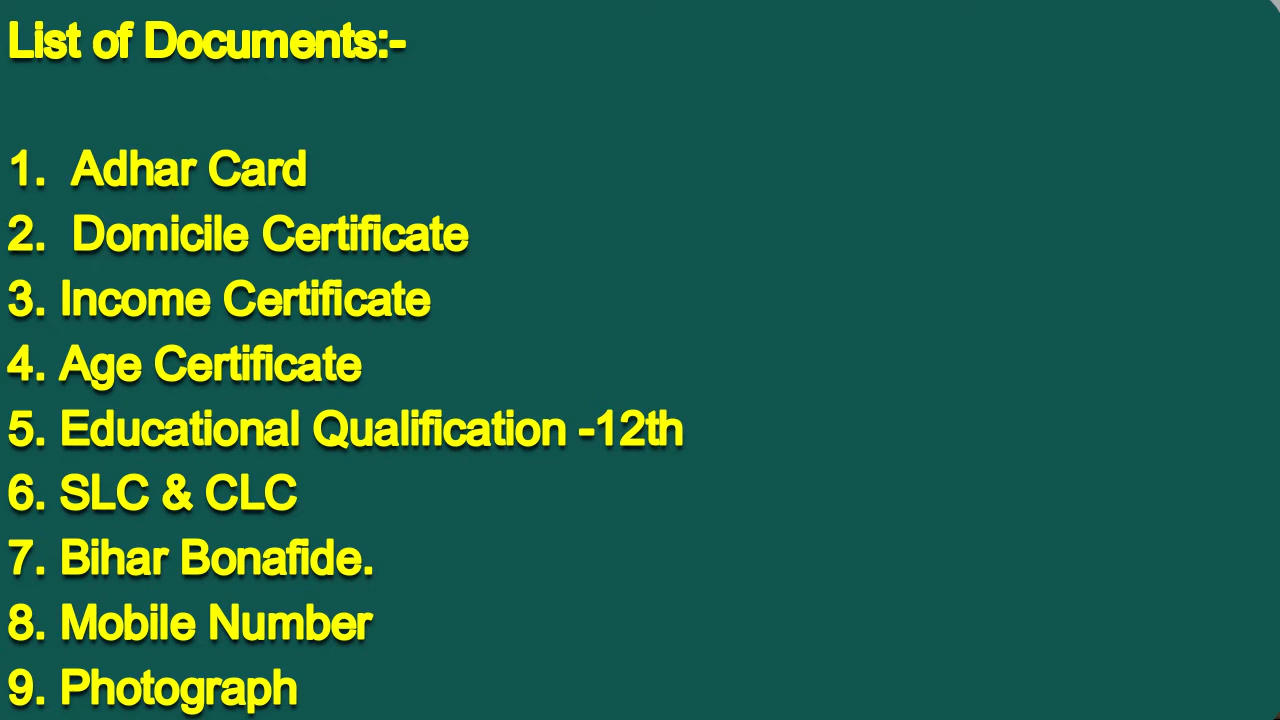 List of Documents:-
1. Adhar Card
2. Domicile Certificate
3. Income Certificate
4. Age Certificate
5. Educational Qualification -12th
6. SLC & CLC
7. Bihar Bonafide.
8. Mobile Number
9. Photograph